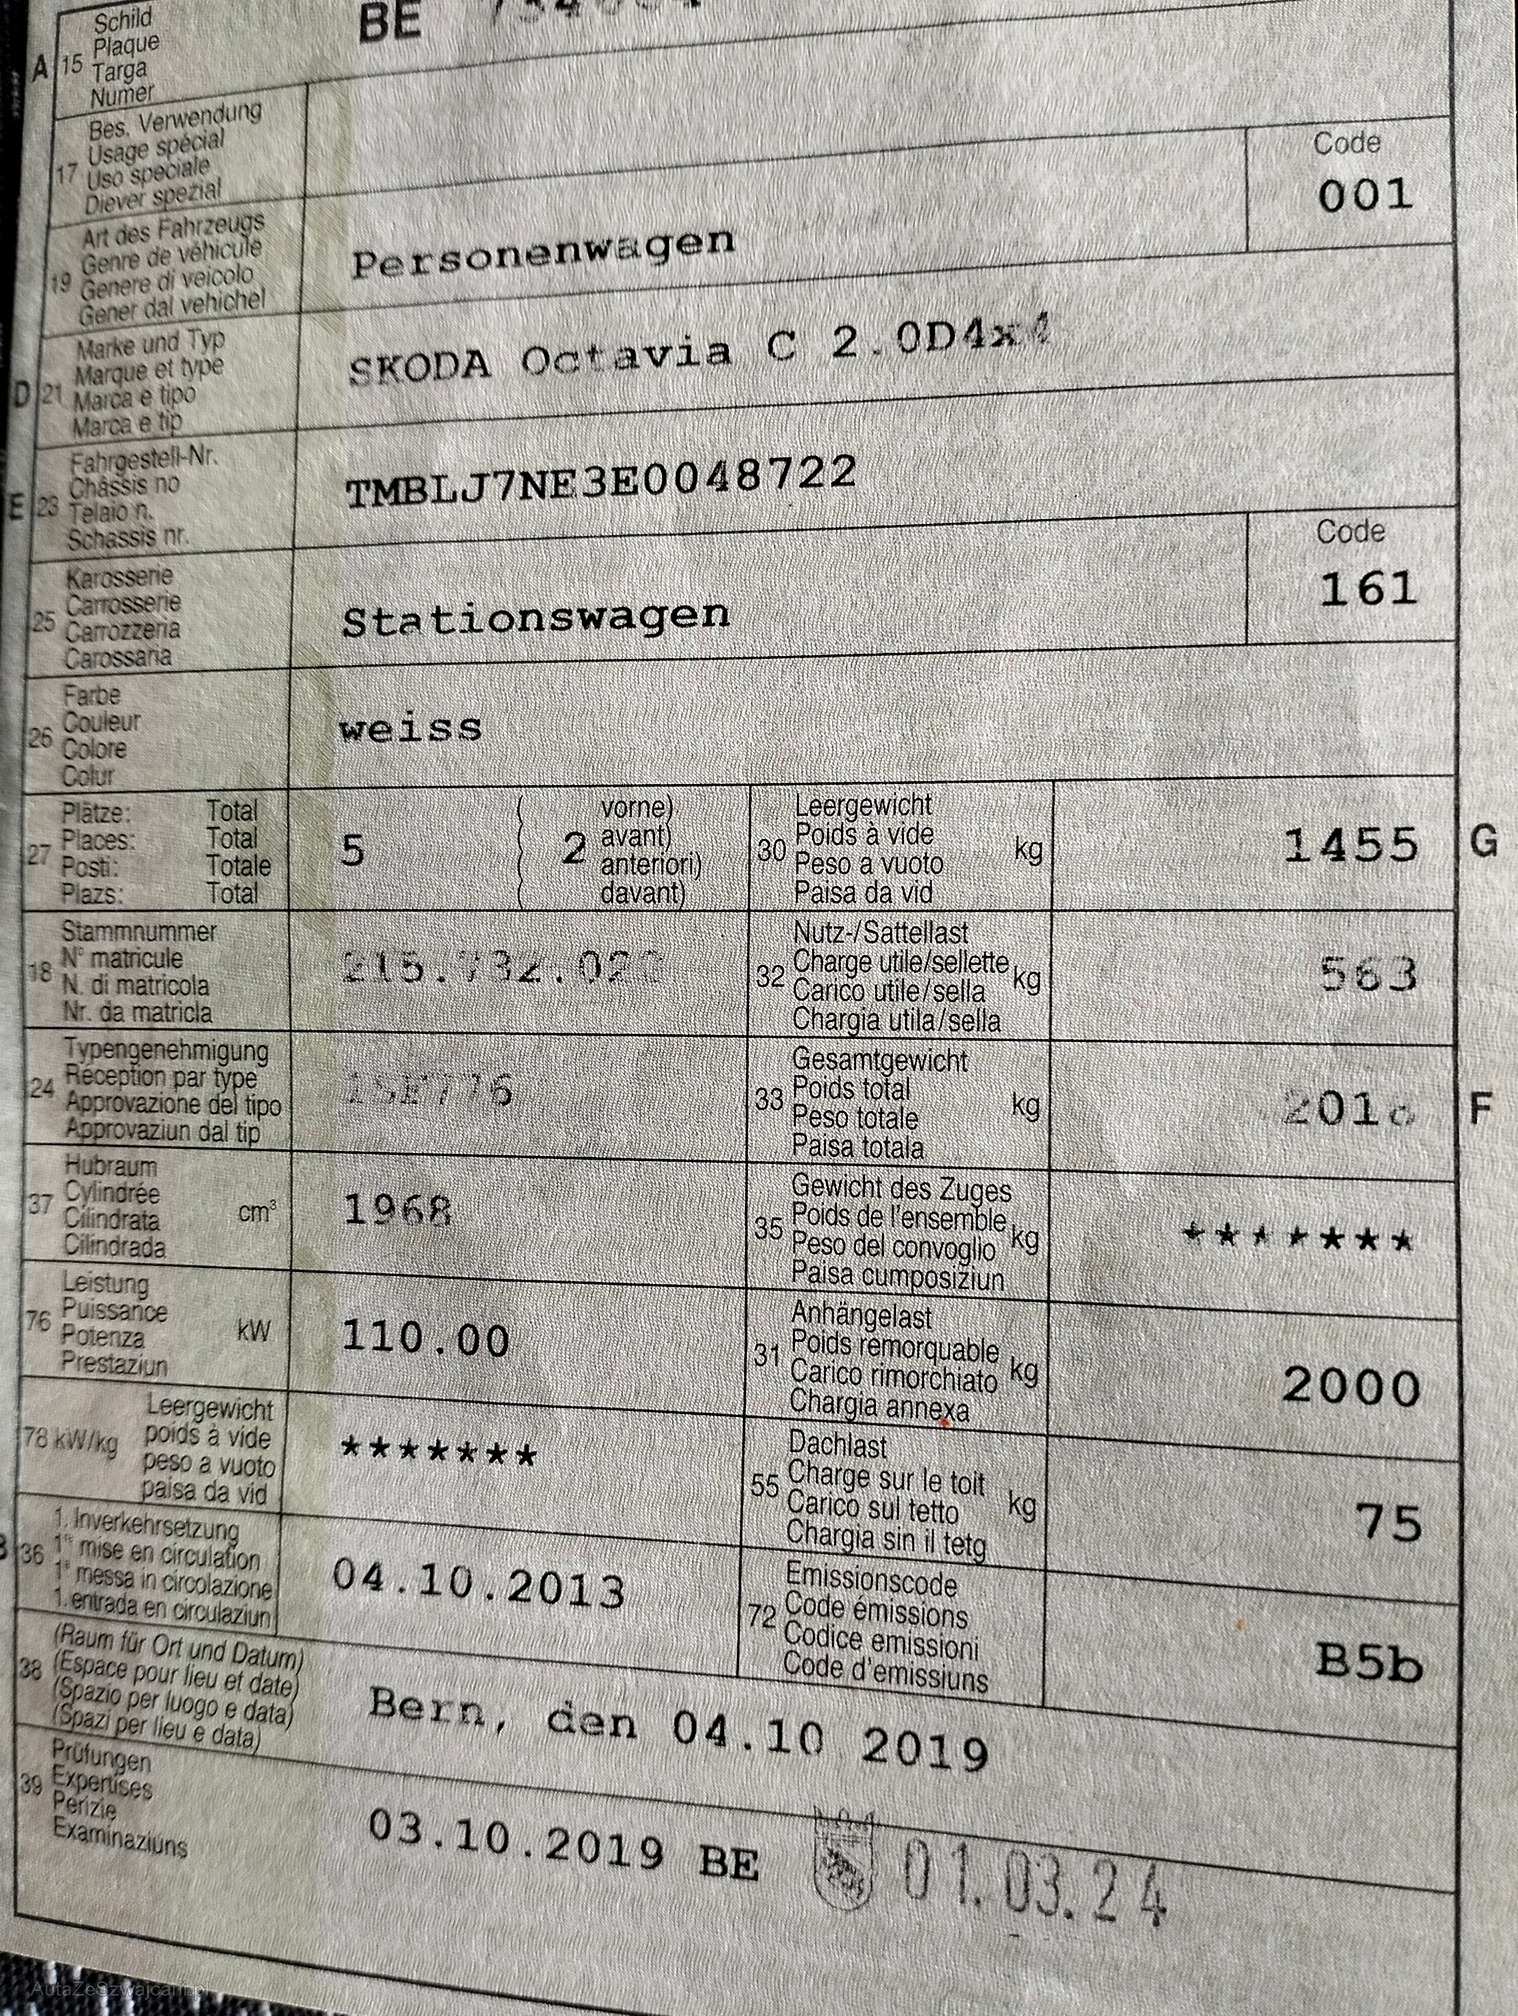 A 15 Schild
Plaque
Targa
Numer
BE
17 Bes. Verwendung
Usage spécial
Uso speciale
Diever spezial
19 Art des Fahrzeugs
Genre de véhicule
Genere di veicolo
Gener dal vehichel
Personenwagen
Code
001
D 21 Marke und Typ
Marque et type
Marca e tipo
Marca e tip
SKODA Octavia C 2.0D4x4
E 23 Fahrgestell-Nr.
Châssis no
Telaio n.
Schassis nr.
TMBLJ7NE3E0048722
25 Karosserie
Carrosserie
Carrozzeria
Carossaria
Stationswagen
Code
161
26 Farbe
Couleur
Colore
Colur
weiss
27 Plätze: Total
Places: Total
Posti: Totale
Plazs: Total
5 ( 2 vorne)
avant)
anteriori)
davant)
30 Leergewicht
Poids à vide
Peso a vuoto
Paisa da vid
kg
1455 G
18 Stammnummer
N° matricule
N. di matricola
Nr. da matricla
32 Nutz-/Sattellast
Charge utile/sellette
Carico utile/sella
Chargia utila/sella
kg
563
24 Typengenehmigung
Réception par type
Approvazione del tipo
Approvaziun dal tip
33 Gesamtgewicht
Poids total
Peso totale
Paisa totala
kg
F
37 Hubraum
Cylindrée
Cilindrata
Cilindrada
cm³
1968
35 Gewicht des Zuges
Poids de l'ensemble
Peso del convoglio
Paisa cumposiziun
kg
*******
76 Leistung
Puissance
Potenza
Prestaziun
kW
110.00
31 Anhängelast
Poids remorquable
Carico rimorchiato
Chargia annexa
kg
2000
78 kW/kg Leergewicht
poids à vide
peso a vuoto
paisa da vid
*******
55 Dachlast
Charge sur le toit
Carico sul tetto
Chargia sin il tetg
kg
75
B 36 1. Inverkehrsetzung
1re mise en circulation
1a messa in circolazione
1. entrada en circulaziun
04.10.2013
72 Emissionscode
Code émissions
Codice emissioni
Code d'emissiuns
B5b
38 (Raum für Ort und Datum)
(Espace pour lieu et date)
(Spazio per luogo e data)
(Spazi per lieu e data)
Bern, den 04.10 2019
39 Prüfungen
Expertises
Perizie
Examinaziuns
03.10.2019 BE 01.03.24